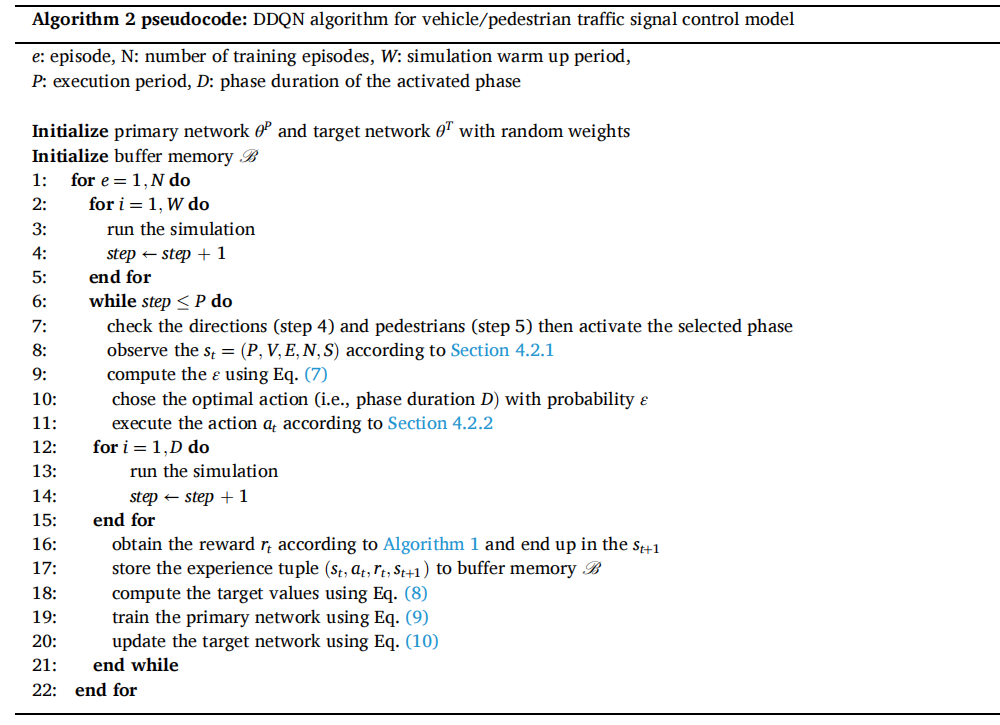 Algorithm 2 pseudocode: DDQN algorithm for vehicle/pedestrian traffic signal control model
e: episode, N: number of training episodes, W: simulation warm up period,
P: execution period, D: phase duration of the activated phase
Initialize primary network θ^P and target network θ^T with random weights
Initialize buffer memory ℬ
1: for e = 1, N do
2: for i = 1, W do
3: run the simulation
4: step ← step + 1
5: end for
6: while step ≤ P do
7: check the directions (step 4) and pedestrians (step 5) then activate the selected phase
8: observe the s_t = (P, V, E, N, S) according to Section 4.2.1
9: compute the ε using Eq. (7)
10: chose the optimal action (i.e., phase duration D) with probability ε
11: execute the action a_t according to Section 4.2.2
12: for i = 1, D do
13: run the simulation
14: step ← step + 1
15: end for
16: obtain the reward r_t according to Algorithm 1 and end up in the s_{t+1}
17: store the experience tuple (s_t, a_t, r_t, s_{t+1}) to buffer memory ℬ
18: compute the target values using Eq. (8)
19: train the primary network using Eq. (9)
20: update the target network using Eq. (10)
21: end while
22: end for